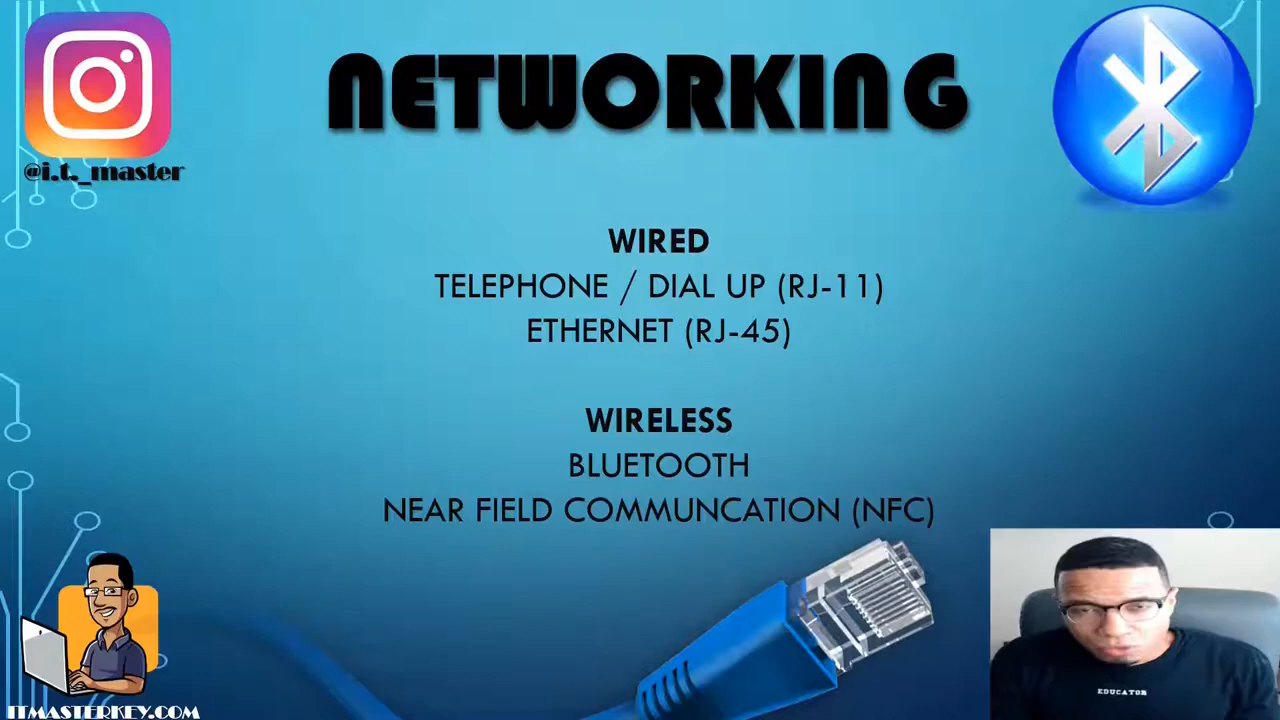 NETWORKING
@i.t._master
WIRED
TELEPHONE / DIAL UP (RJ-11)
ETHERNET (RJ-45)
WIRELESS
BLUETOOTH
NEAR FIELD COMMUNCATION (NFC)
EDUCATOR
ITMASTERKEY.COM